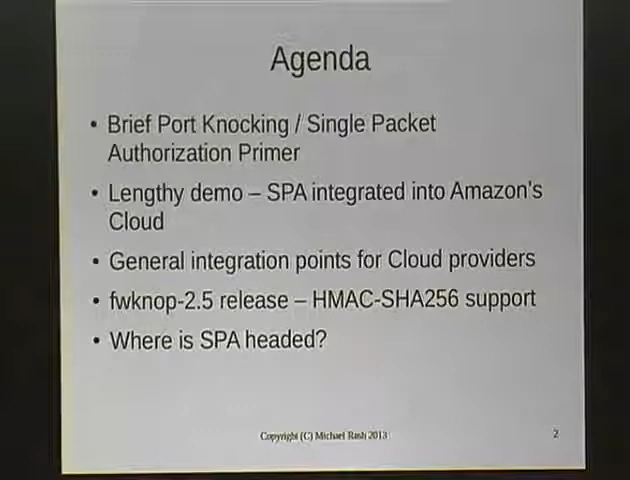 Agenda
• Brief Port Knocking / Single Packet
Authorization Primer
• Lengthy demo – SPA integrated into Amazon's
Cloud
• General integration points for Cloud providers
• fwknop-2.5 release – HMAC-SHA256 support
• Where is SPA headed?
Copyright (C) Michael Rash 2013
2